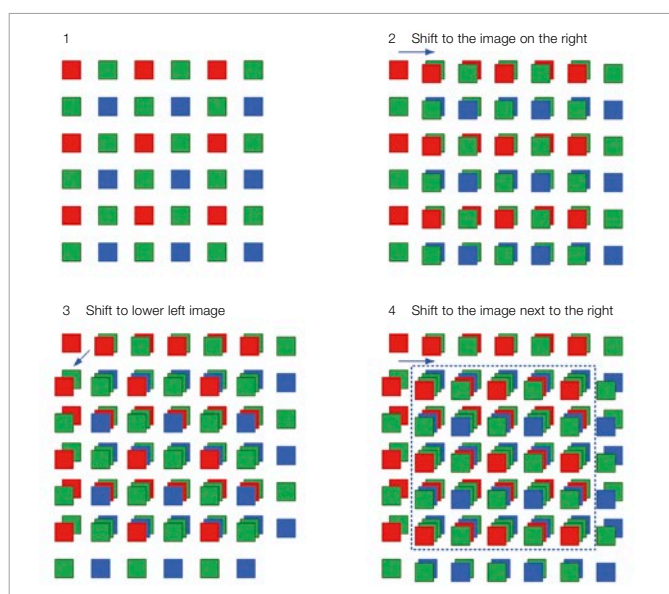 1
2 Shift to the image on the right
3 Shift to lower left image
4 Shift to the image next to the right